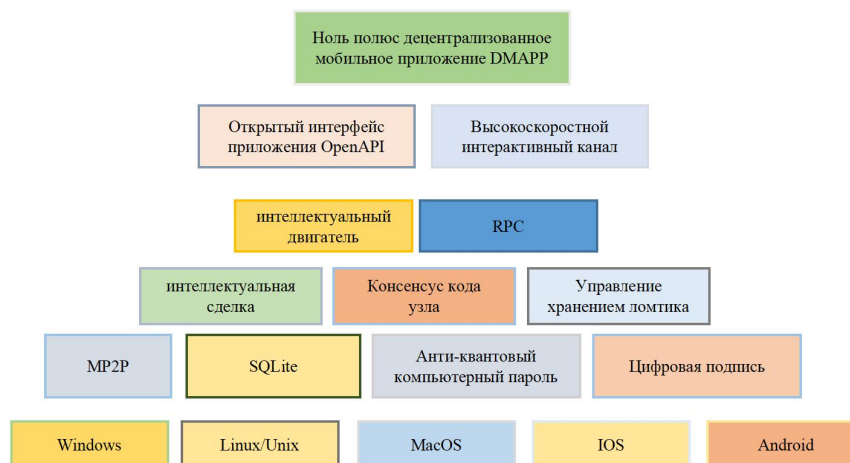 Ноль полюс децентрализованное
мобильное приложение DMAPP
Открытый интерфейс
приложения OpenAPI
Высокоскоростной
интерактивный канал
интеллектуальный
двигатель
RPC
интеллектуальная
сделка
Консенсус кода
узла
Управление
хранением ломтика
MP2P
SQLite
Анти-квантовый
компьютерный пароль
Цифровая подпись
Windows
Linux/Unix
MacOS
IOS
Android